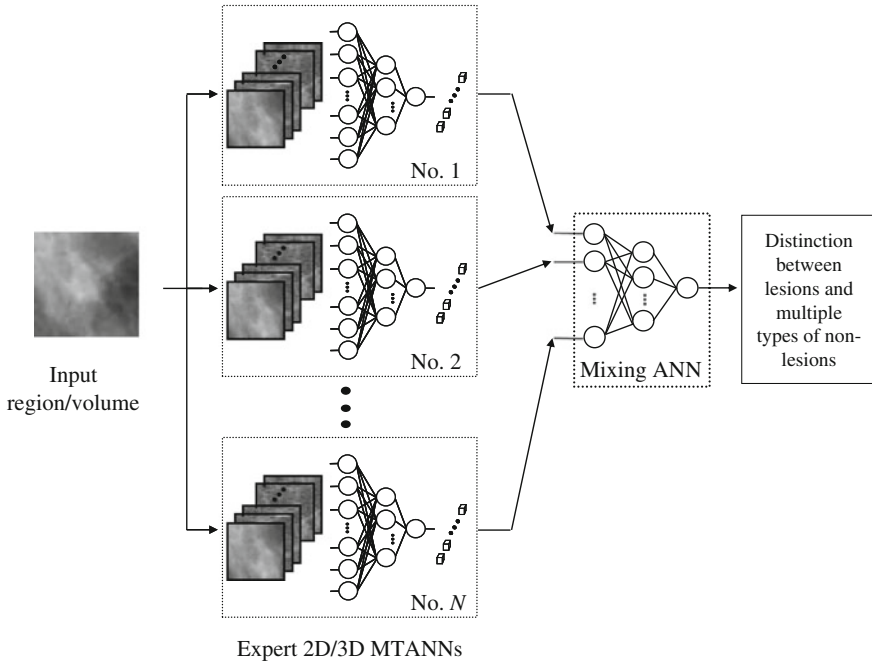 No. 1
No. 2
Input
region/volume
Mixing ANN
Distinction
between
lesions and
multiple
types of non-
lesions
No. N
Expert 2D/3D MTANNs